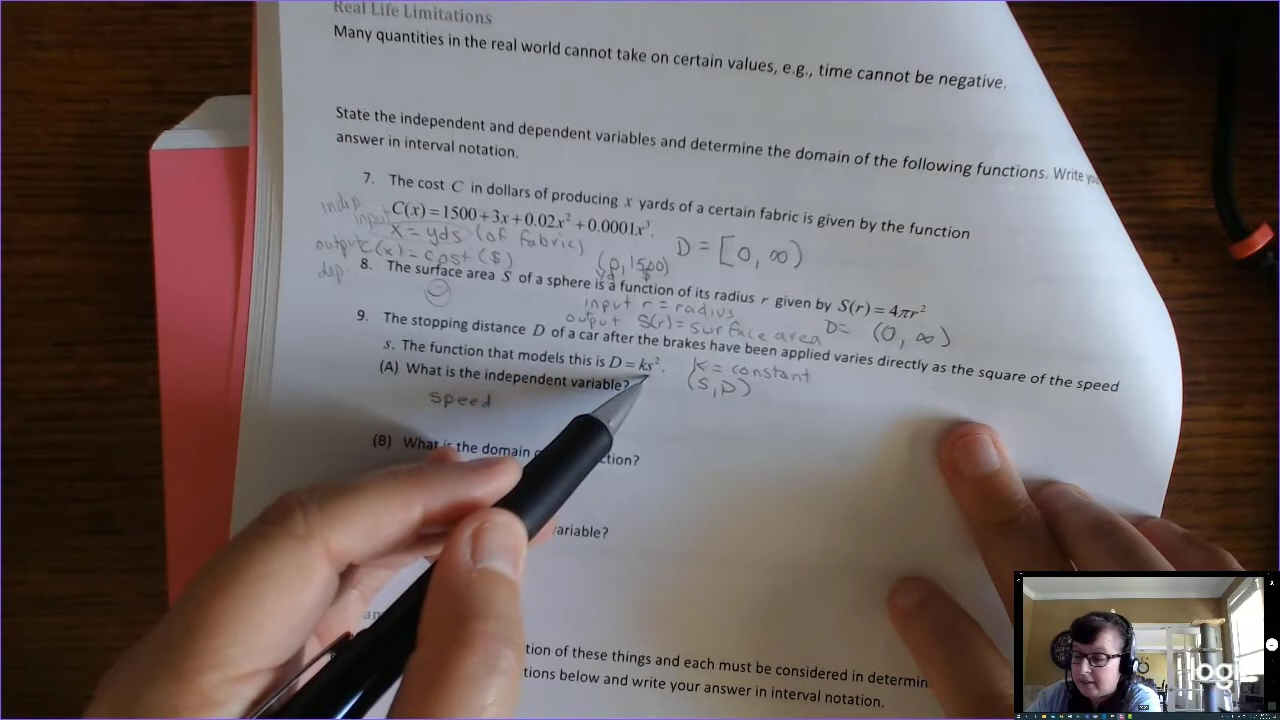 Real Life Limitations
Many quantities in the real world cannot take on certain values, e.g., time cannot be negative.
State the independent and dependent variables and determine the domain of the following functions. Write
answer in interval notation.
7. The cost C in dollars of producing x yards of a certain fabric is given by the function
indep
input
C(x) = 1500 + 3x + 0.02x² + 0.0001x³.
x = yds (of fabric)
D = [0, ∞)
output C(x) = cost ($)
(0, 1500)
yd $
dep.
8. The surface area S of a sphere is a function of its radius r given by S(r) = 4πr²
input r = radius
output S(r) = surface area D = (0, ∞)
9. The stopping distance D of a car after the brakes have been applied varies directly as the square of the speed
s. The function that models this is D = ks². K = constant
(A) What is the independent variable? (S, D)
speed
(B) What is the domain
variable?
tion of these things and each must be considered in
below and write your answer in interval notation.
logi